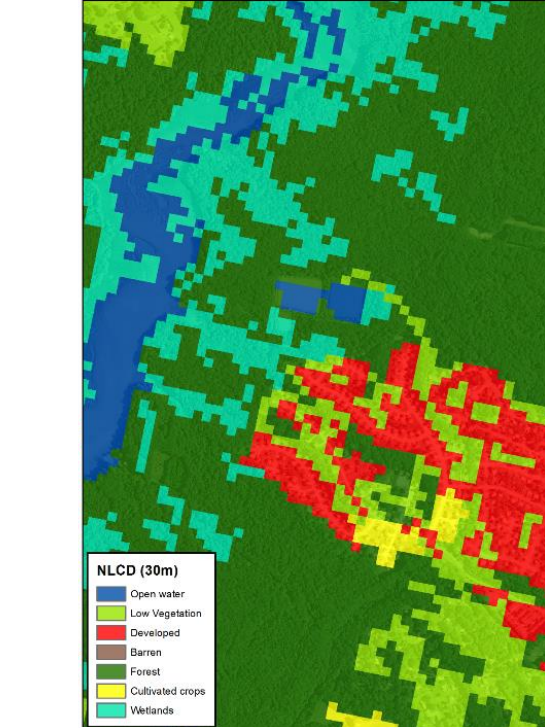 NLCD (30m)
Open water
Low Vegetation
Developed
Barren
Forest
Cultivated crops
Wetlands